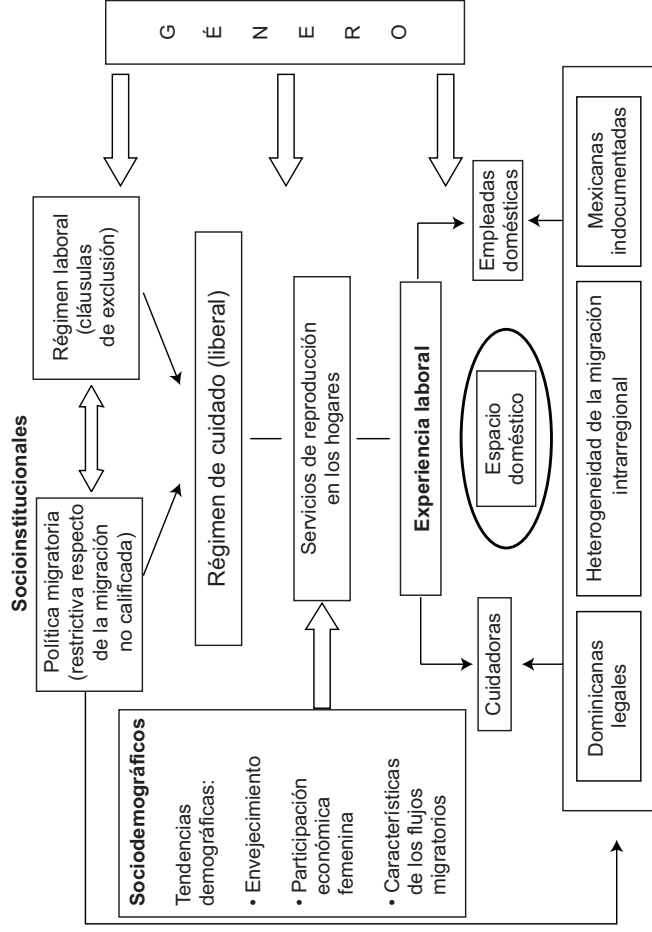 Socioinstitucionales
Política migratoria
(restrictiva respecto
de la migración
no calificada)
Régimen laboral
(cláusulas
de exclusión)
GÉNERO
Régimen de cuidado (liberal)
Sociodemográficos
Tendencias
demográficas:
• Envejecimiento
• Participación
económica
femenina
• Características
de los flujos
migratorios
Servicios de reproducción
en los hogares
Experiencia laboral
Cuidadoras
Espacio
doméstico
Empleadas
domésticas
Dominicanas
legales
Heterogeneidad de la migración
intrarregional
Mexicanas
indocumentadas